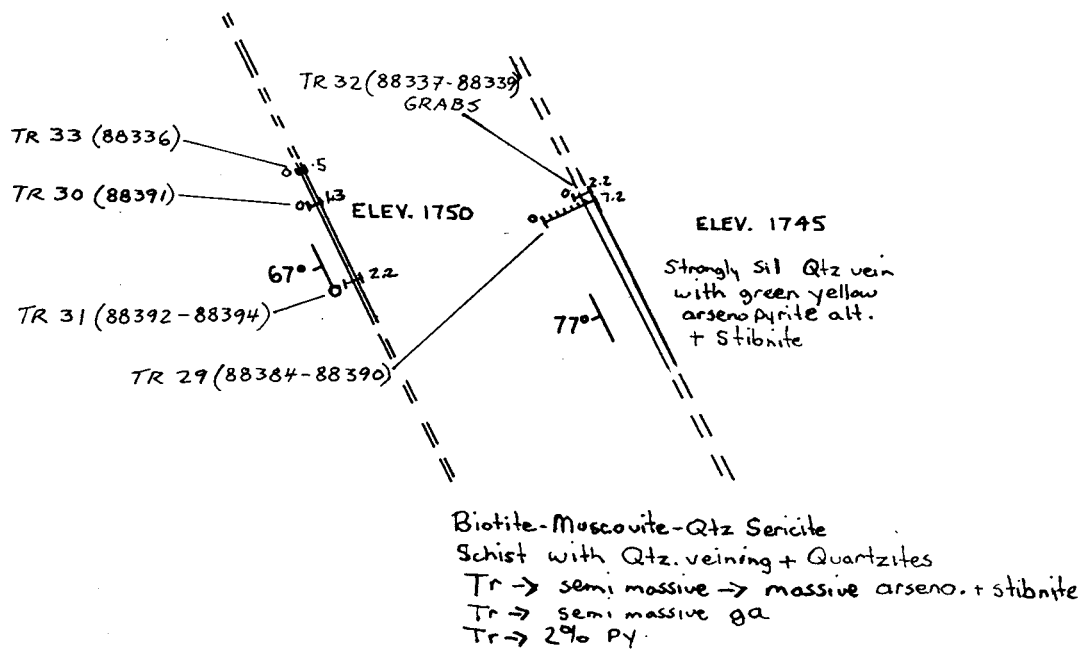 TR 32 (88337-88339)
GRABS
TR 33 (88336)
.5
TR 30 (88391)
1.3
ELEV. 1750
2.2
7.2
ELEV. 1745
67°
2.2
Strongly Sil Qtz vein
with green yellow
arsenopyrite alt.
+ Stibnite
TR 31 (88392-88394)
77°
TR 29 (88384-88390)
Biotite-Muscovite-Qtz Sericite
Schist with Qtz. veining + Quartzites
Tr → semi massive → massive arseno. + stibnite
Tr → semi massive ga
Tr → 2% Py.